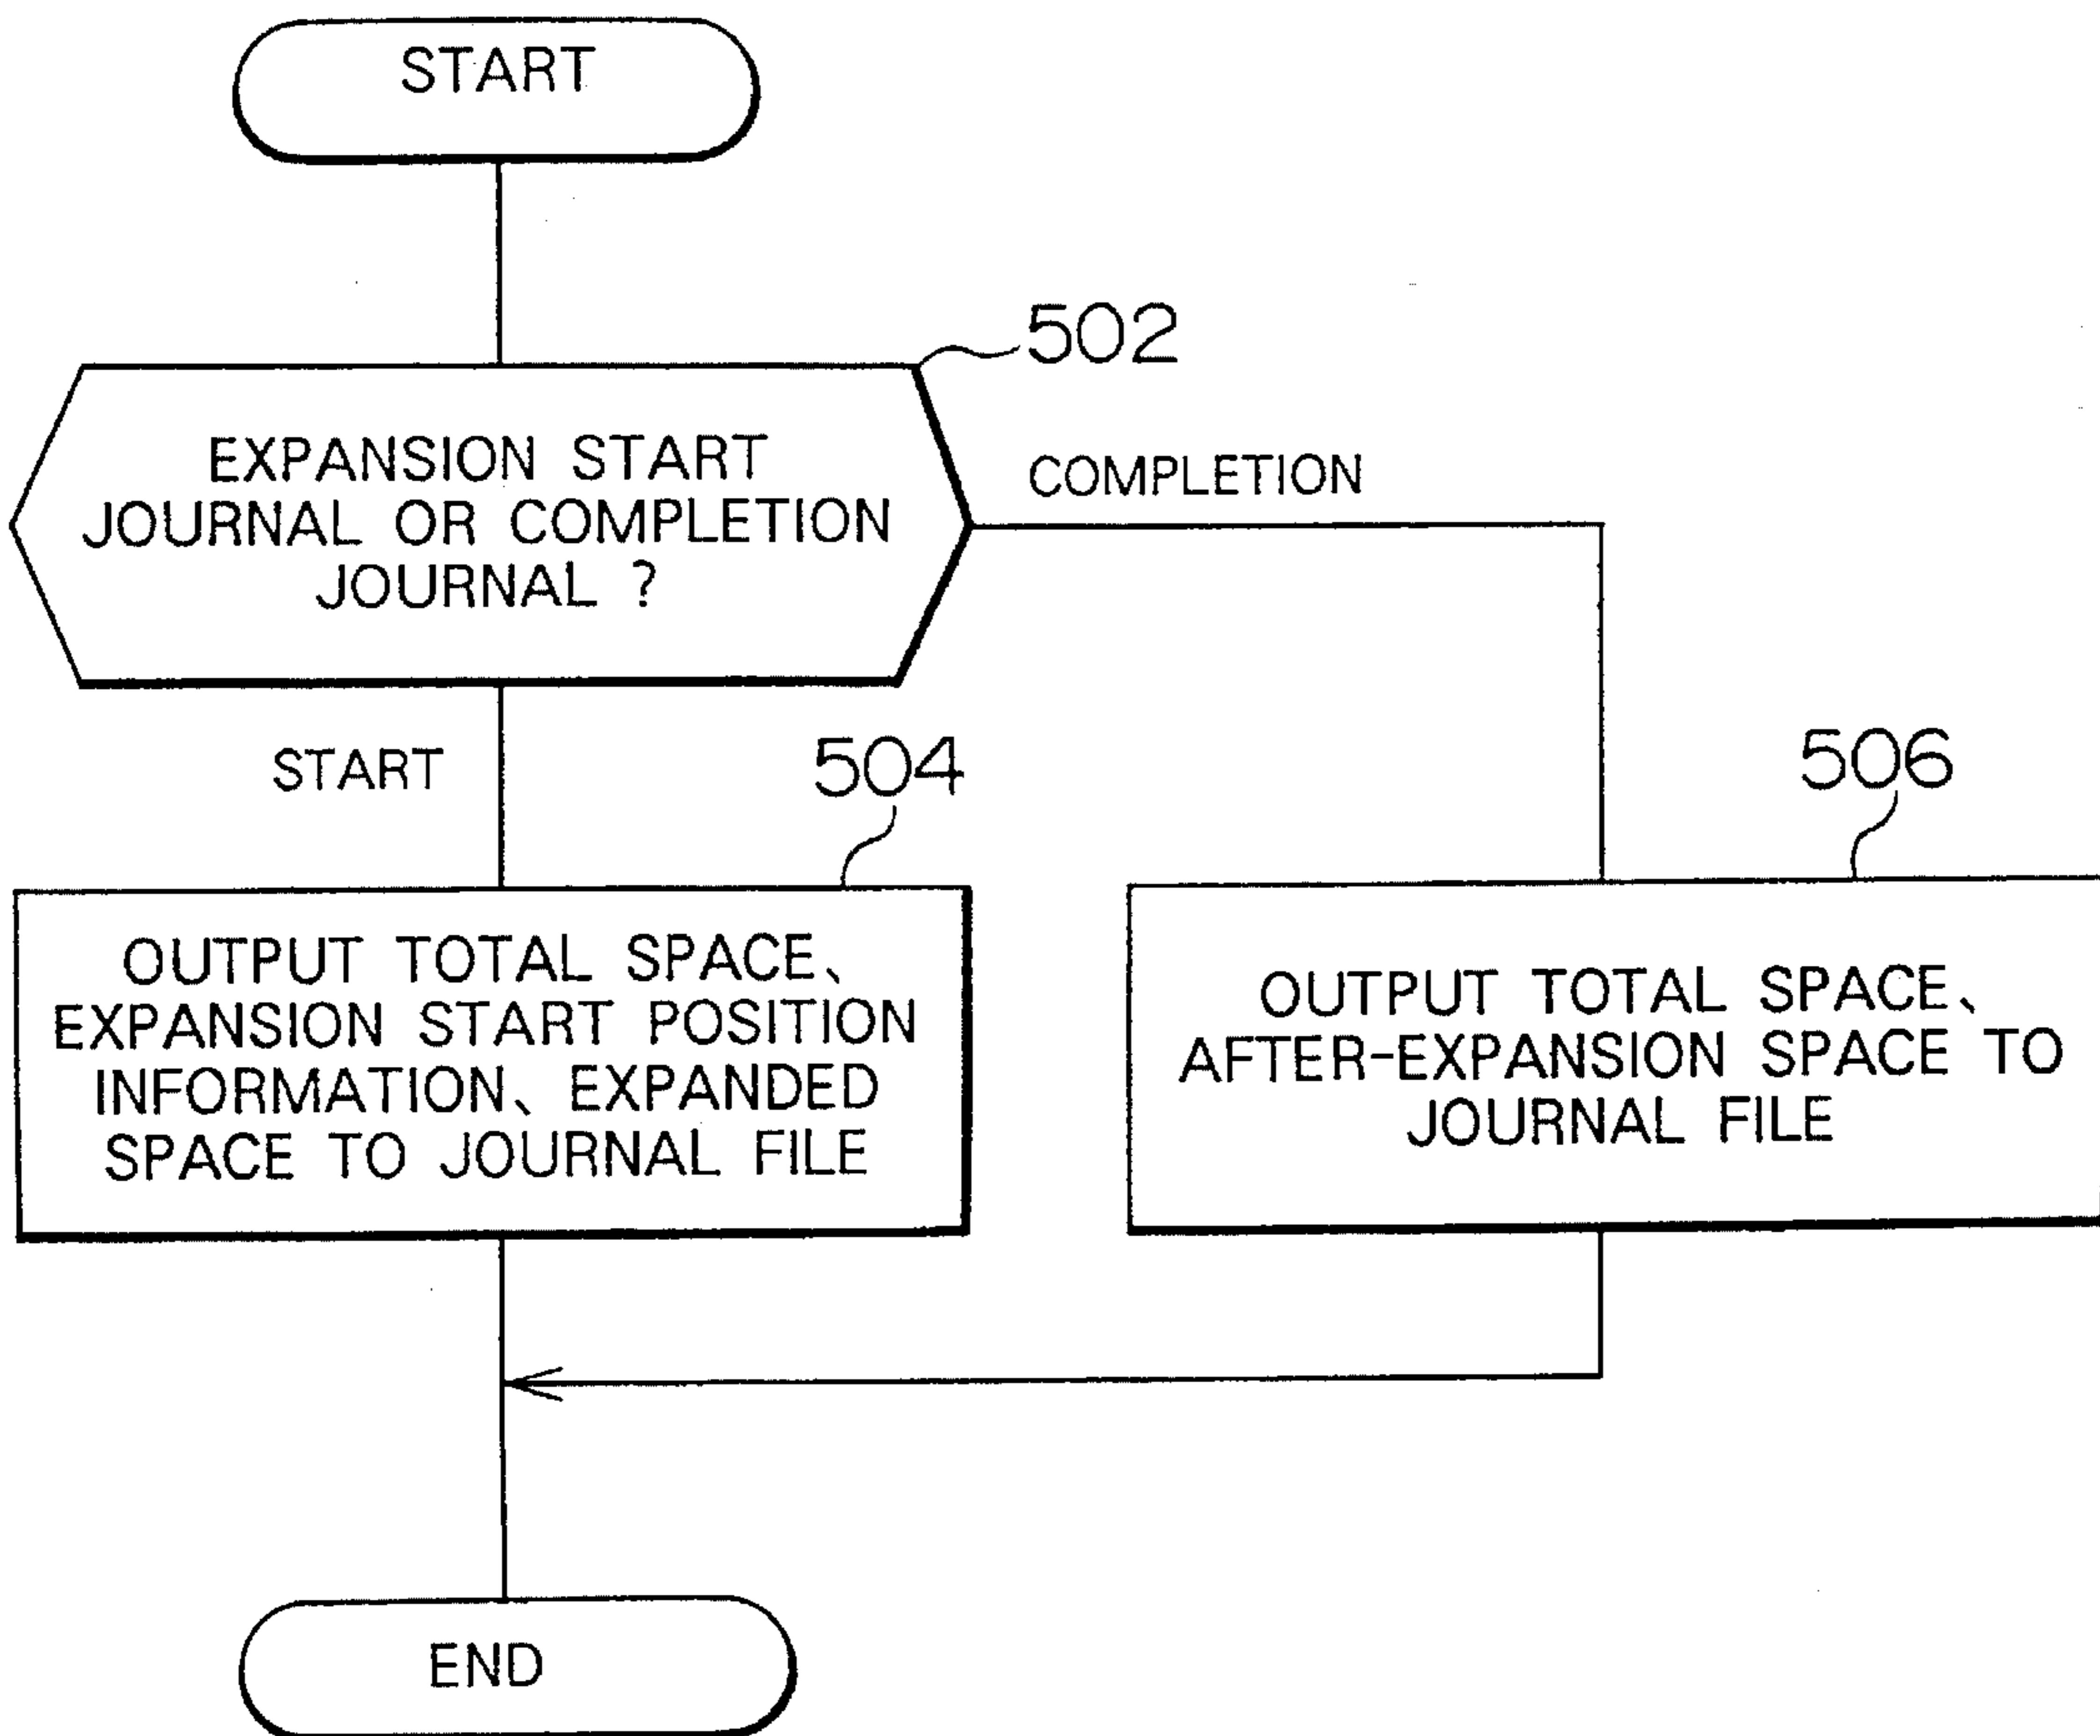 START
502
EXPANSION START
JOURNAL OR COMPLETION
JOURNAL ?
COMPLETION
START
504
506
OUTPUT TOTAL SPACE、
EXPANSION START POSITION
INFORMATION、EXPANDED
SPACE TO JOURNAL FILE
OUTPUT TOTAL SPACE、
AFTER-EXPANSION SPACE TO
JOURNAL FILE
END